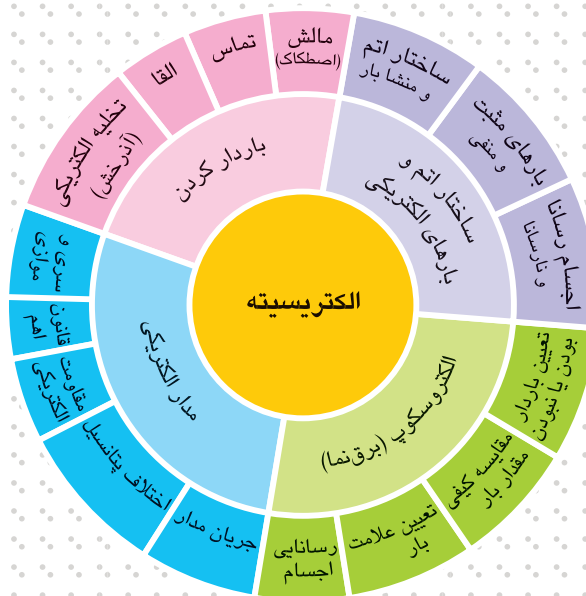 الکتریسیته
ساختار اتم و
بارهای الکتریکی
ساختار اتم
و منشا بار
بارهای مثبت
و منفی
اجسام رسانا
و نارسانا
الکتروسکوپ (برق‌نما)
تعیین باردار
بودن یا نبودن
مقایسه کیفی
مقدار بار
تعیین علامت
بار
رسانایی
اجسام
مدار الکتریکی
جریان مدار
اختلاف پتانسیل
مقاومت
الکتریکی
قانون
اهم
سری و
موازی
باردار کردن
تخلیه الکتریکی
(آذرخش)
القا
تماس
مالش
(اصطکاک)